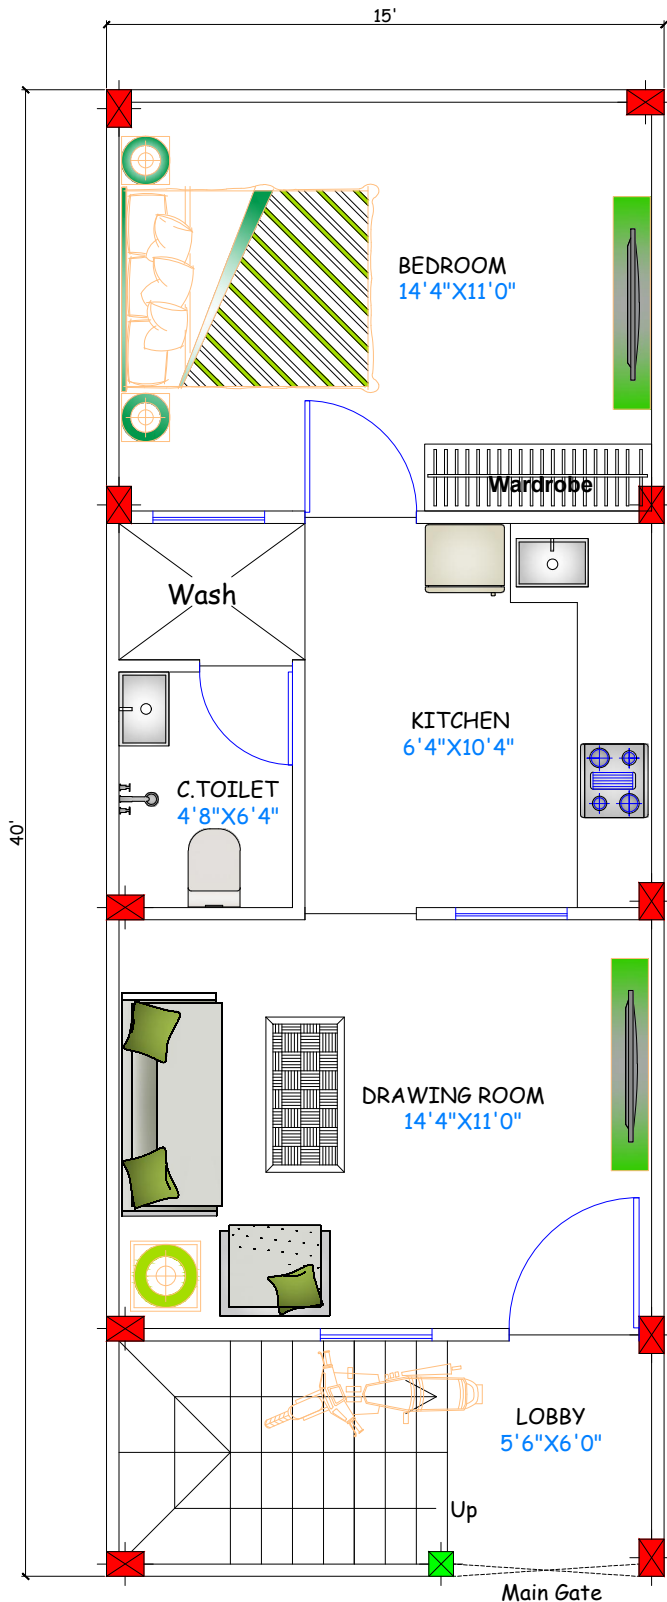 15'
40'
BEDROOM
14'4"X11'0"
Wardrobe
Wash
KITCHEN
6'4"X10'4"
C.TOILET
4'8"X6'4"
DRAWING ROOM
14'4"X11'0"
LOBBY
5'6"X6'0"
Up
Main Gate